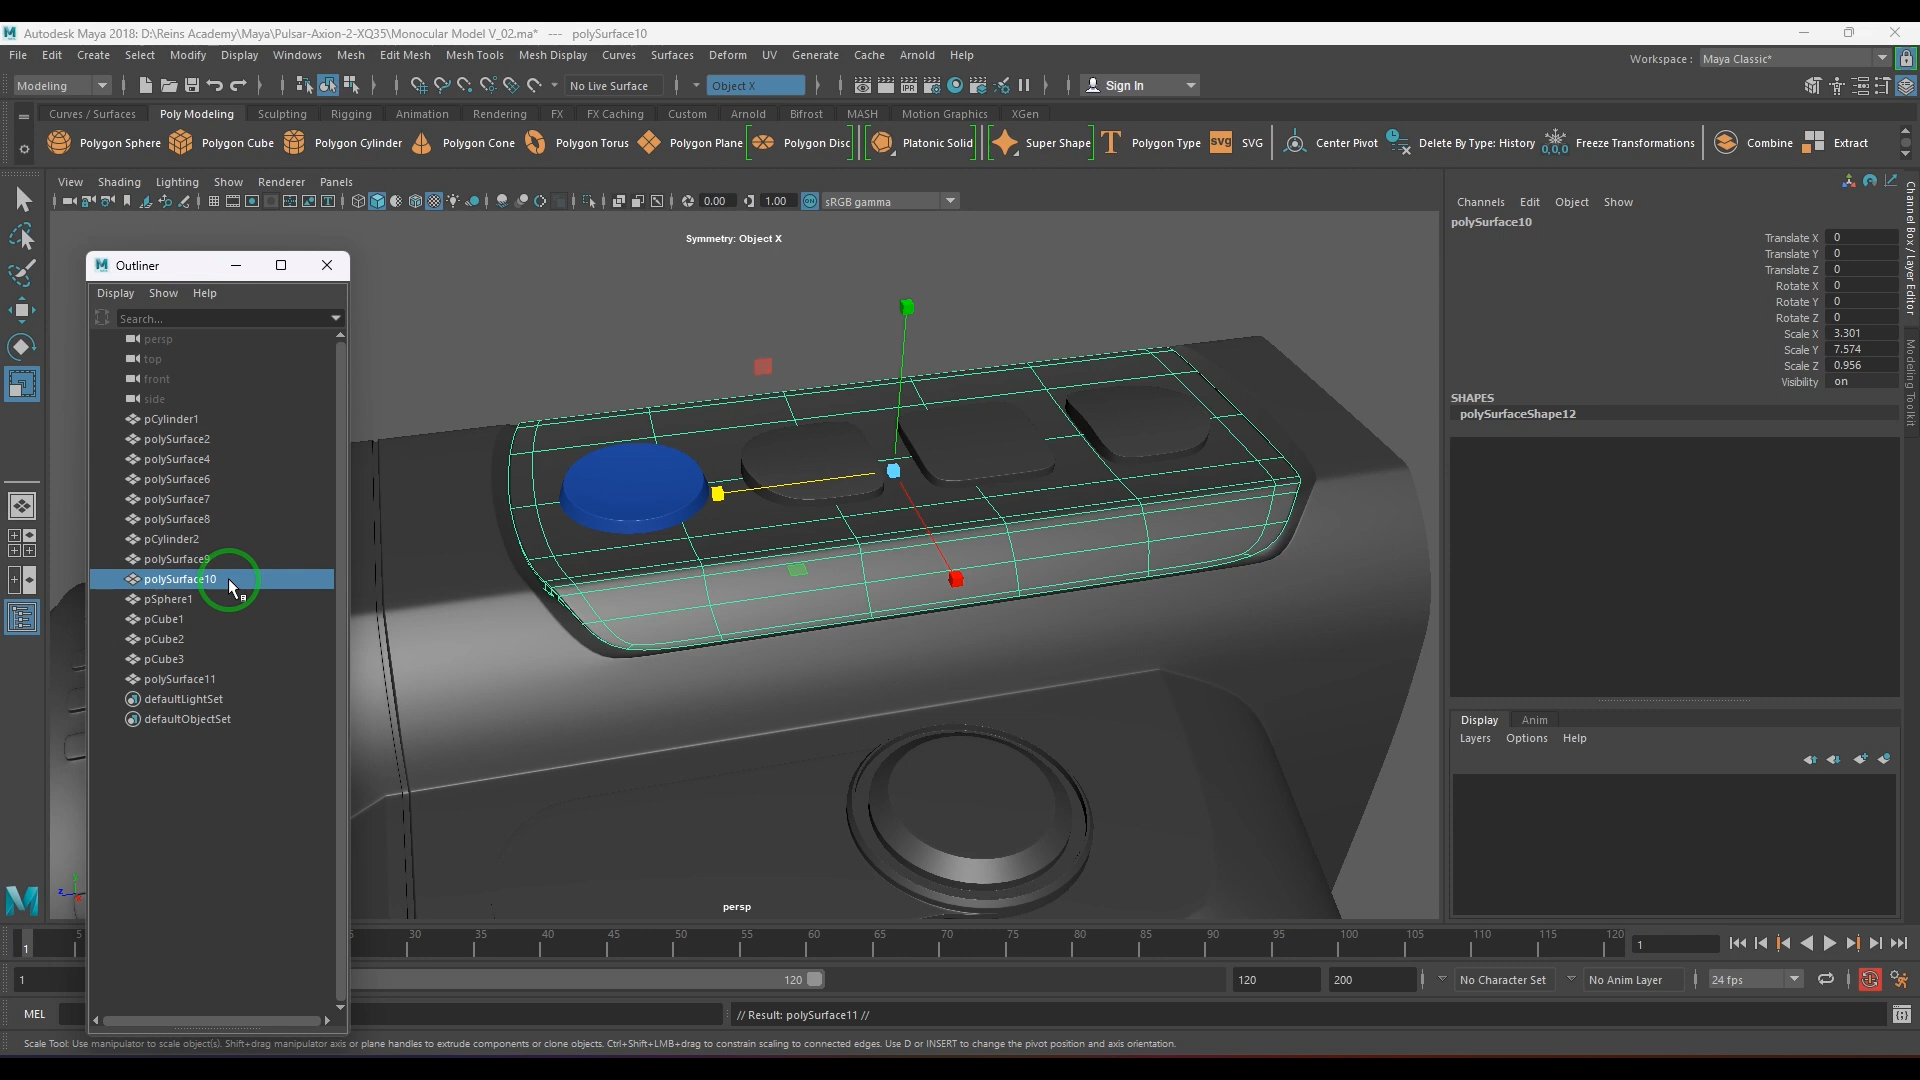 Autodesk Maya 2018: D:\Reins Academy\Maya\Pulsar-Axion-2-XQ35\Monocular Model V_02.ma* --- polySurface10
File Edit Create Select Modify Display Windows Mesh Edit Mesh Mesh Tools Mesh Display Curves Surfaces Deform UV Generate Cache Arnold Help
Workspace : Maya Classic*
Modeling No Live Surface Object X Sign In
Curves / Surfaces Poly Modeling Sculpting Rigging Animation Rendering FX FX Caching Custom Arnold Bifrost MASH Motion Graphics XGen
Polygon Sphere Polygon Cube Polygon Cylinder Polygon Cone Polygon Torus Polygon Plane Polygon Disc Platonic Solid Super Shape Polygon Type SVG SVG Center Pivot Delete By Type: History 0,0,0 Freeze Transformations Combine Extract
View Shading Lighting Show Renderer Panels
0.00 1.00 ON sRGB gamma
Symmetry: Object X
Outliner
Display Show Help
Search...
persp
top
front
side
pCylinder1
polySurface2
polySurface4
polySurface6
polySurface7
polySurface8
pCylinder2
polySurface9
polySurface10
pSphere1
pCube1
pCube2
pCube3
polySurface11
defaultLightSet
defaultObjectSet
persp
Channels Edit Object Show
polySurface10
Translate X 0
Translate Y 0
Translate Z 0
Rotate X 0
Rotate Y 0
Rotate Z 0
Scale X 3.301
Scale Y 7.574
Scale Z 0.956
Visibility on
SHAPES
polySurfaceShape12
Channel Box / Layer Editor
Modeling Toolkit
Display Anim
Layers Options Help
1 5 30 35 40 45 50 55 60 65 70 75 80 85 90 95 100 105 110 115 120 1
1 120 120 200 No Character Set No Anim Layer 24 fps
MEL // Result: polySurface11 //
Scale Tool: Use manipulator to scale object(s). Shift+drag manipulator axis or plane handles to extrude components or clone objects. Ctrl+Shift+LMB+drag to constrain scaling to connected edges. Use D or INSERT to change the pivot position and axis orientation.